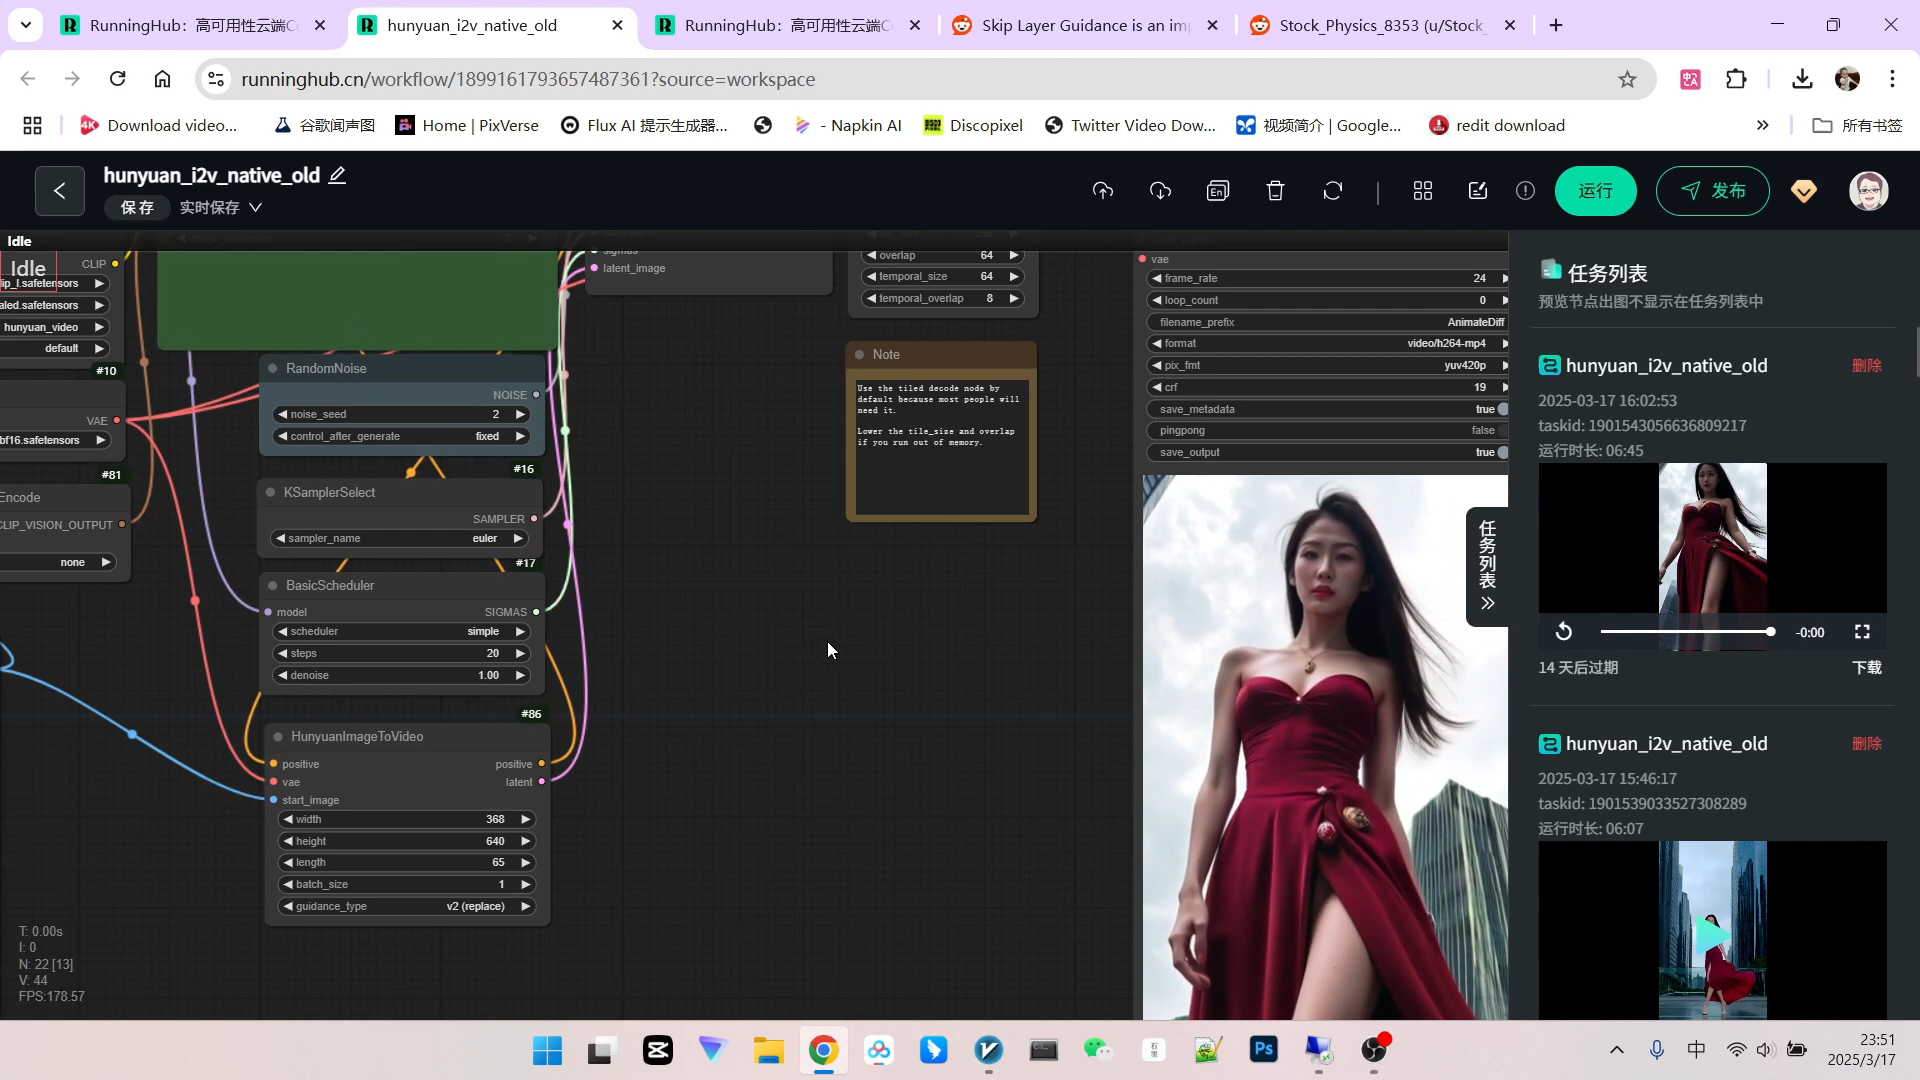 RunningHub：高可用性云端C
hunyuan_i2v_native_old
RunningHub：高可用性云端C
Skip Layer Guidance is an im
Stock_Physics_8353 (u/Stock_
runninghub.cn/workflow/1899161793657487361?source=workspace
4K Download video...
谷歌闻声图
Home | PixVerse
Flux AI 提示生成器...
- Napkin AI
Discopixel
Twitter Video Dow...
视频简介 | Google...
redit download
所有书签
hunyuan_i2v_native_old
保存
实时保存
En
运行
发布
Idle
Idle
CLIP
ip_l.safetensors
aled.safetensors
hunyuan_video
default
#10
VAE
bf16.safetensors
#81
Encode
CLIP_VISION_OUTPUT
none
RandomNoise
NOISE
noise_seed 2
control_after_generate fixed
#16
KSamplerSelect
SAMPLER
sampler_name euler
#17
BasicScheduler
model SIGMAS
scheduler simple
steps 20
denoise 1.00
#86
HunyuanImageToVideo
positive positive
vae latent
start_image
width 368
height 640
length 65
batch_size 1
guidance_type v2 (replace)
sigmas
latent_image
overlap 64
temporal_size 64
temporal_overlap 8
Note
Use the tiled decode node by
default because most people will
need it.
Lower the tile_size and overlap
if you run out of memory.
vae
frame_rate 24
loop_count 0
filename_prefix AnimateDiff
format video/h264-mp4
pix_fmt yuv420p
crf 19
save_metadata true
pingpong false
save_output true
任务列表
任务列表
预览节点出图不显示在任务列表中
hunyuan_i2v_native_old
删除
2025-03-17 16:02:53
taskid: 1901543056636809217
运行时长: 06:45
-0:00
14 天后过期
下载
hunyuan_i2v_native_old
删除
2025-03-17 15:46:17
taskid: 1901539033527308289
运行时长: 06:07
T: 0.00s
I: 0
N: 22 [13]
V: 44
FPS:178.57
Ps
中
23:51
2025/3/17